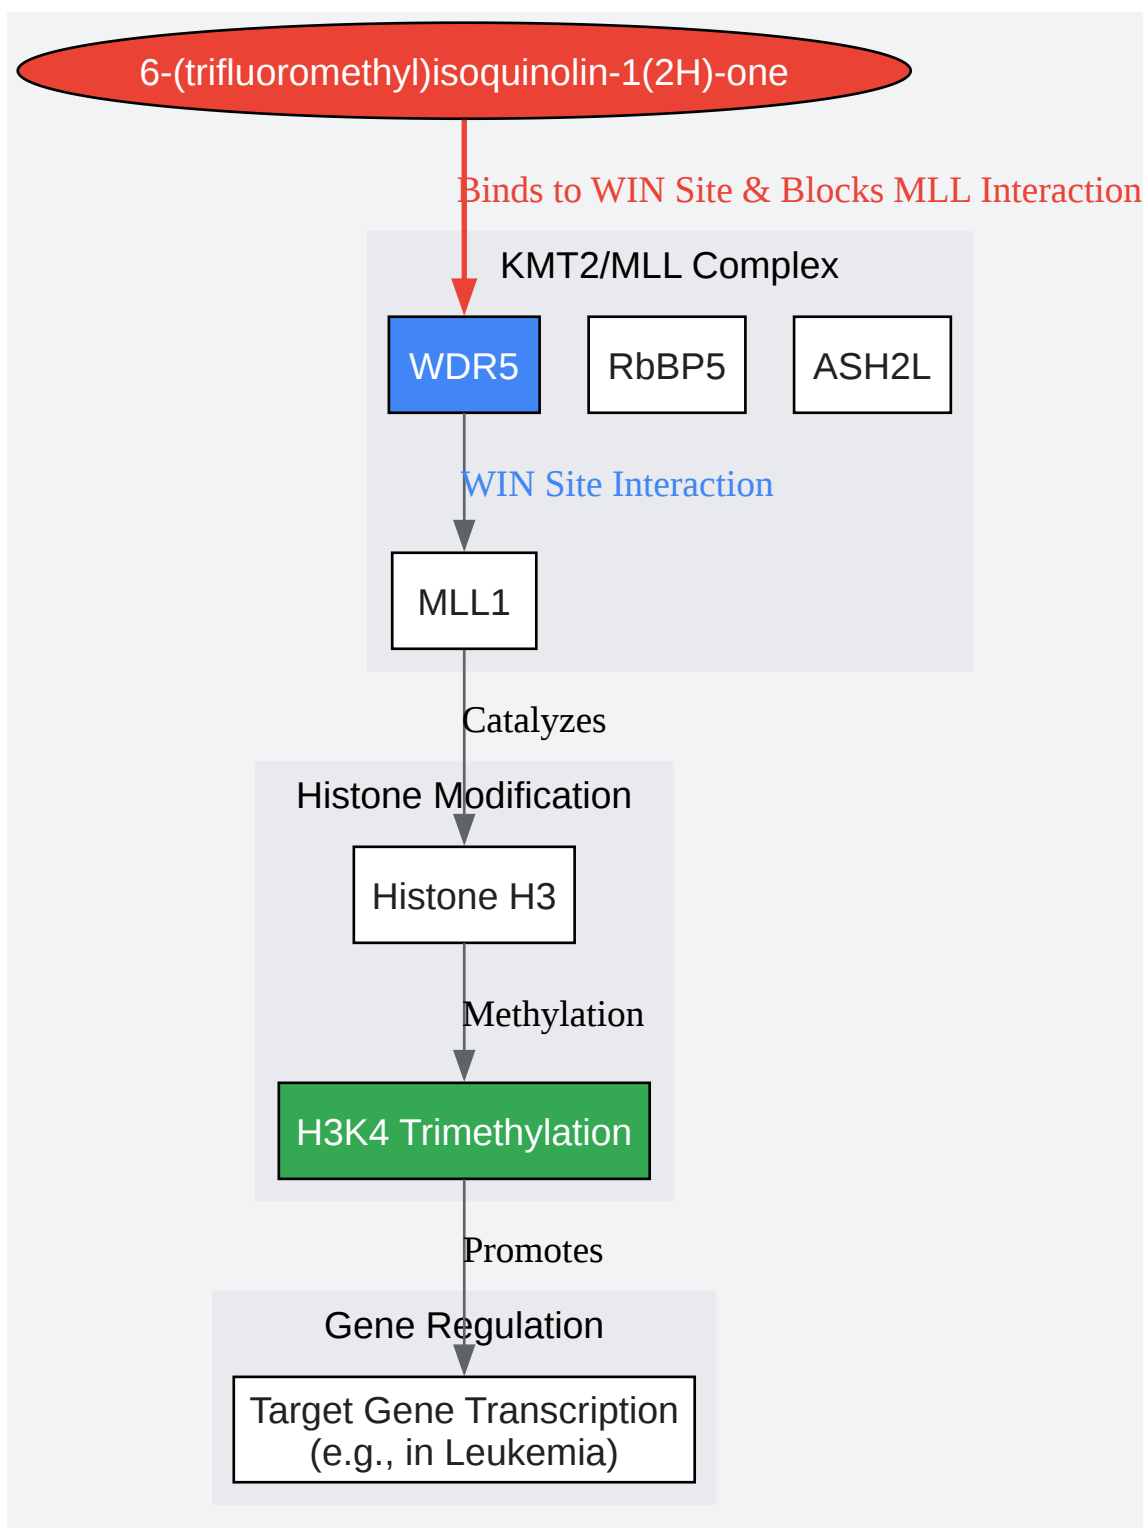 6-(trifluoromethyl)isoquinolin-1(2H)-one
Binds to WIN Site & Blocks MLL Interaction
KMT2/MLL Complex
WDR5
RbBP5
ASH2L
WIN Site Interaction
MLL1
Catalyzes
Histone Modification
Histone H3
Methylation
H3K4 Trimethylation
Promotes
Gene Regulation
Target Gene Transcription
(e.g., in Leukemia)